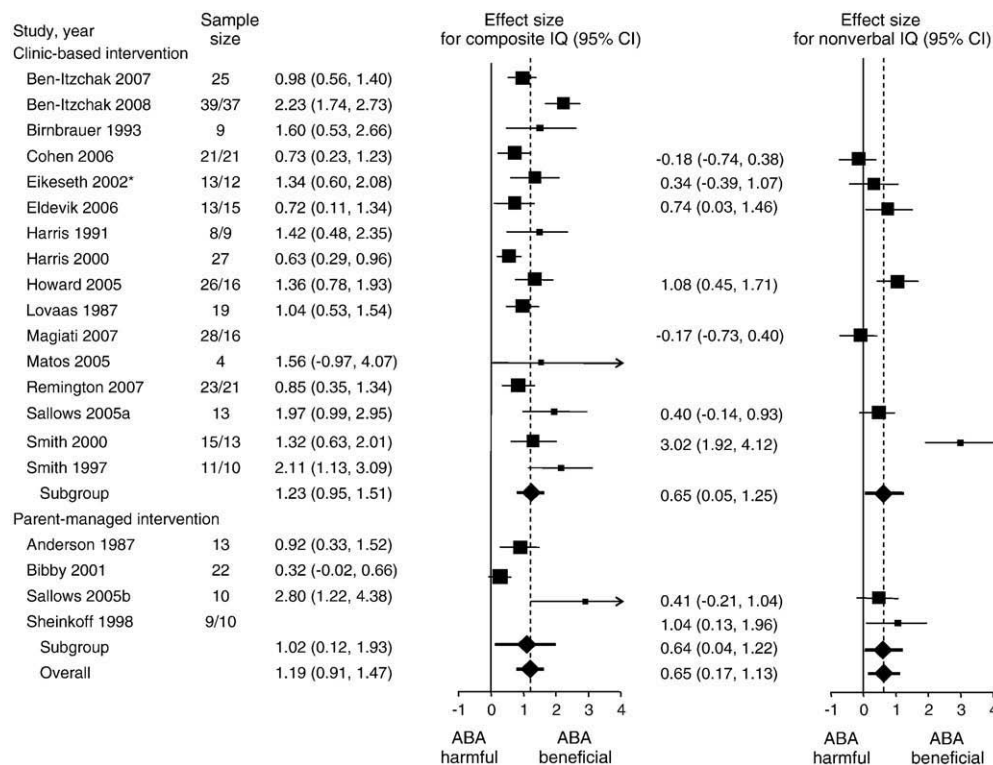 Study, year Sample size Effect size for composite IQ (95% CI) Effect size for nonverbal IQ (95% CI)
Clinic-based intervention
Ben-Itzchak 2007 25 0.98 (0.56, 1.40)
Ben-Itzchak 2008 39/37 2.23 (1.74, 2.73)
Birnbrauer 1993 9 1.60 (0.53, 2.66)
Cohen 2006 21/21 0.73 (0.23, 1.23) -0.18 (-0.74, 0.38)
Eikeseth 2002* 13/12 1.34 (0.60, 2.08) 0.34 (-0.39, 1.07)
Eldevik 2006 13/15 0.72 (0.11, 1.34) 0.74 (0.03, 1.46)
Harris 1991 8/9 1.42 (0.48, 2.35)
Harris 2000 27 0.63 (0.29, 0.96)
Howard 2005 26/16 1.36 (0.78, 1.93) 1.08 (0.45, 1.71)
Lovaas 1987 19 1.04 (0.53, 1.54)
Magiati 2007 28/16 -0.17 (-0.73, 0.40)
Matos 2005 4 1.56 (-0.97, 4.07)
Remington 2007 23/21 0.85 (0.35, 1.34)
Sallows 2005a 13 1.97 (0.99, 2.95) 0.40 (-0.14, 0.93)
Smith 2000 15/13 1.32 (0.63, 2.01) 3.02 (1.92, 4.12)
Smith 1997 11/10 2.11 (1.13, 3.09)
Subgroup 1.23 (0.95, 1.51) 0.65 (0.05, 1.25)
Parent-managed intervention
Anderson 1987 13 0.92 (0.33, 1.52)
Bibby 2001 22 0.32 (-0.02, 0.66)
Sallows 2005b 10 2.80 (1.22, 4.38) 0.41 (-0.21, 1.04)
Sheinkoff 1998 9/10 1.04 (0.13, 1.96)
Subgroup 1.02 (0.12, 1.93) 0.64 (0.04, 1.22)
Overall 1.19 (0.91, 1.47) 0.65 (0.17, 1.13)
-1 0 1 2 3 4 -1 0 1 2 3 4
ABA ABA ABA ABA
harmful beneficial harmful beneficial